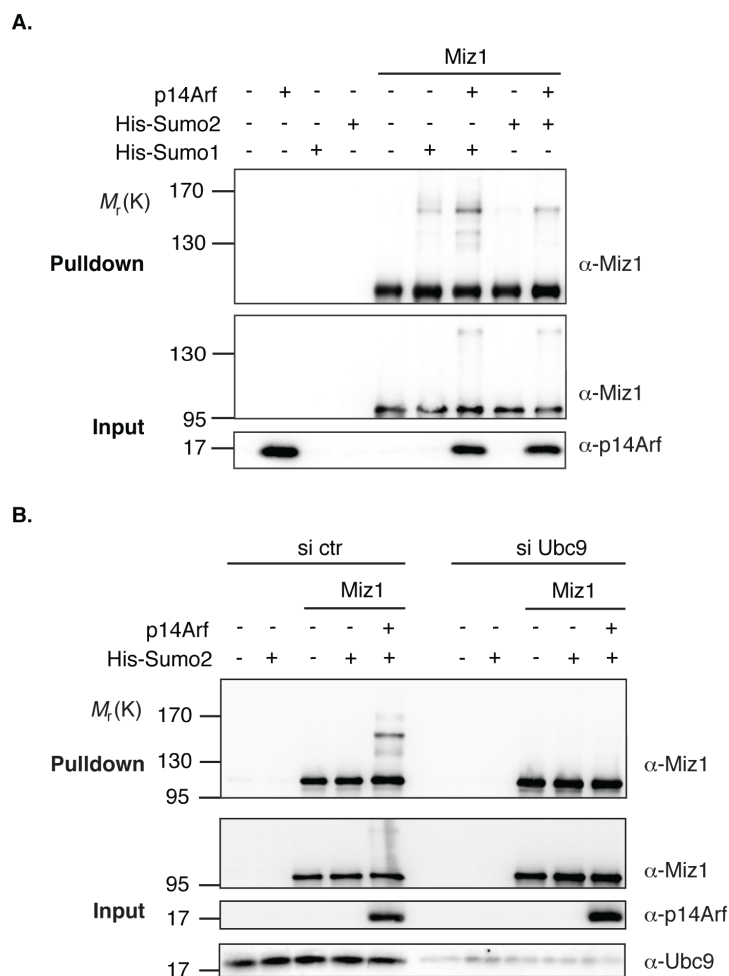 A.
Miz1
p14Arf - + - - - - + - +
His-Sumo2 - - - + - - - + +
His-Sumo1 - - + - - + + - -
170
Mr(K)
130
Pulldown α-Miz1
130
α-Miz1
Input 95
17 α-p14Arf
B.
si ctr si Ubc9
Miz1 Miz1
p14Arf - - - - + - - - - +
His-Sumo2 - + - + + - + - + +
Mr(K) 170
130
Pulldown α-Miz1
95
α-Miz1
95
Input 17 α-p14Arf
17 α-Ubc9